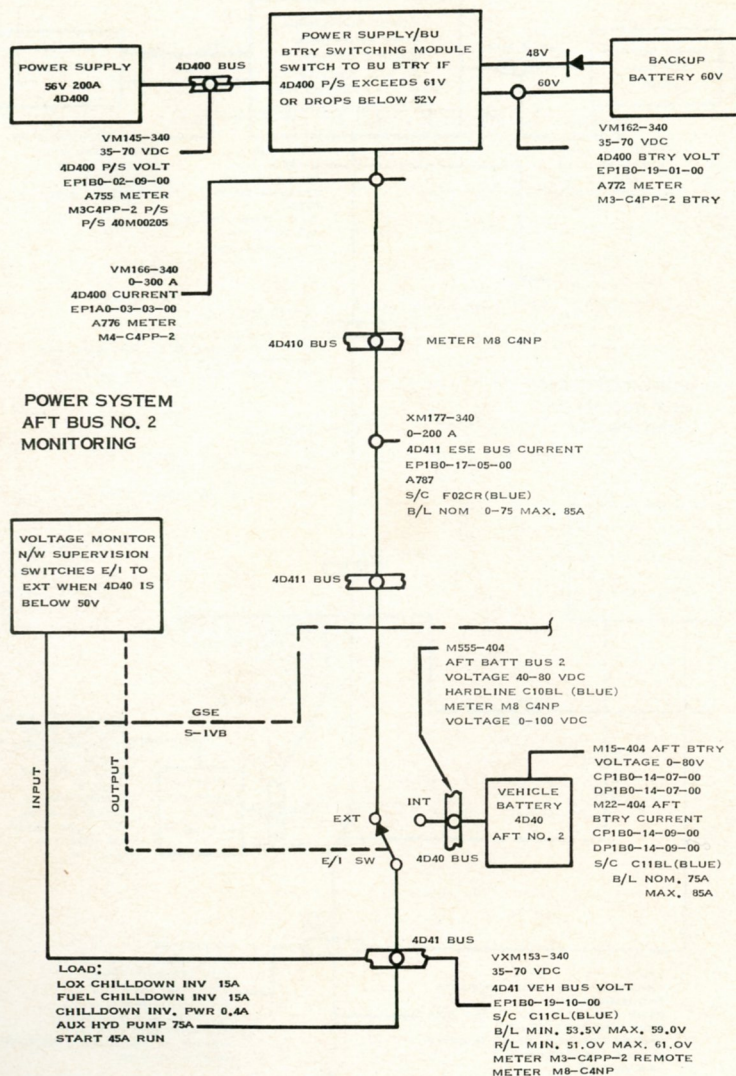 POWER SUPPLY
56V 200A
4D400
4D400 BUS
POWER SUPPLY/BU
BTRY SWITCHING MODULE
SWITCH TO BU BTRY IF
4D400 P/S EXCEEDS 61V
OR DROPS BELOW 52V
48V
60V
BACKUP
BATTERY 60V
VM145-340
35-70 VDC
4D400 P/S VOLT
EP1B0-02-09-00
A755 METER
M3C4PP-2 P/S
P/S 40M00205
VM162-340
35-70 VDC
4D400 BTRY VOLT
EP1B0-19-01-00
A772 METER
M3-C4PP-2 BTRY
VM166-340
0-300 A
4D400 CURRENT
EP1A0-03-03-00
A776 METER
M4-C4PP-2
4D410 BUS
METER M8 C4NP
POWER SYSTEM
AFT BUS NO. 2
MONITORING
XM177-340
0-200 A
4D411 ESE BUS CURRENT
EP1B0-17-05-00
A787
S/C F02CR(BLUE)
B/L NOM 0-75 MAX. 85A
VOLTAGE MONITOR
N/W SUPERVISION
SWITCHES E/I TO
EXT WHEN 4D40 IS
BELOW 50V
4D411 BUS
GSE
S-IVB
M555-404
AFT BATT BUS 2
VOLTAGE 40-80 VDC
HARDLINE C10BL (BLUE)
METER M8 C4NP
VOLTAGE 0-100 VDC
INPUT
OUTPUT
EXT
INT
E/I SW
4D40 BUS
VEHICLE
BATTERY
4D40
AFT NO. 2
M15-404 AFT BTRY
VOLTAGE 0-80V
CP1B0-14-07-00
DP1B0-14-07-00
M22-404 AFT
BTRY CURRENT
CP1B0-14-09-00
DP1B0-14-09-00
S/C C11BL(BLUE)
B/L NOM. 75A
MAX. 85A
4D41 BUS
LOAD:
LOX CHILLDOWN INV 15A
FUEL CHILLDOWN INV 15A
CHILLDOWN INV. PWR 0.4A
AUX HYD PUMP 75A
START 45A RUN
VXM153-340
35-70 VDC
4D41 VEH BUS VOLT
EP1B0-19-10-00
S/C C11CL(BLUE)
B/L MIN. 53.5V MAX. 59.0V
R/L MIN. 51.0V MAX. 61.0V
METER M3-C4PP-2 REMOTE
METER M8-C4NP